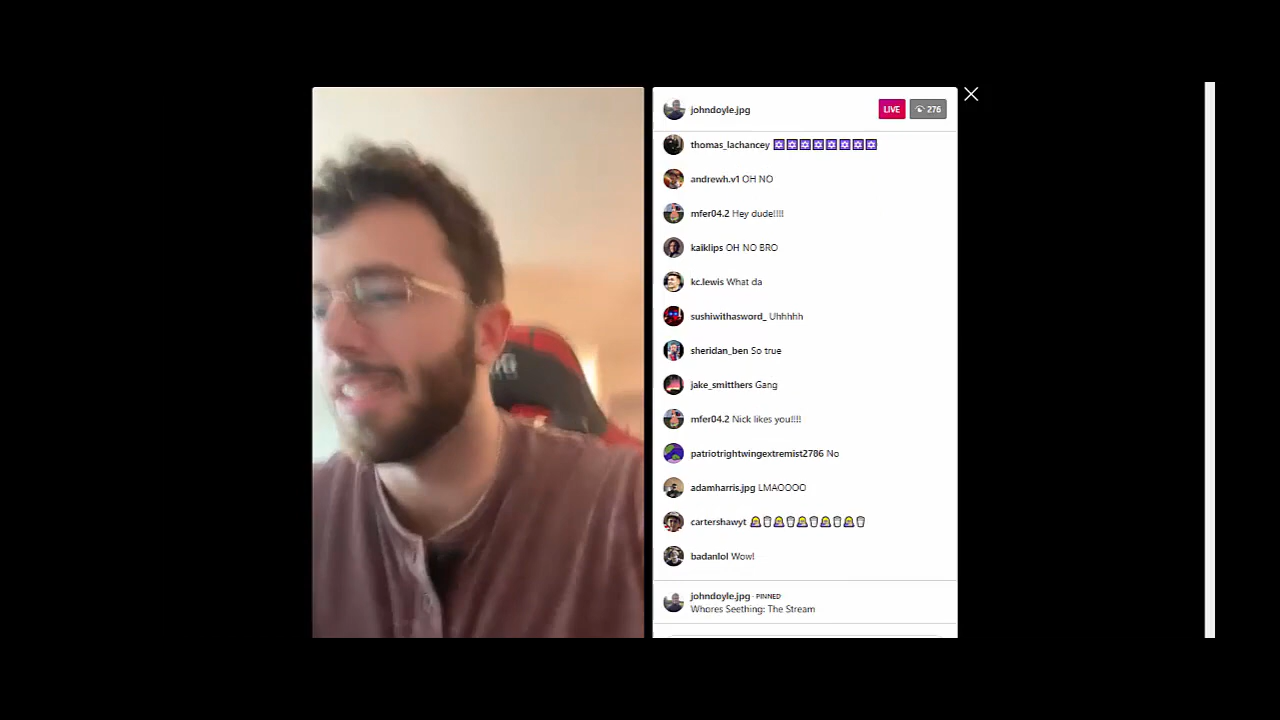 johndoyle.jpg
LIVE 276
thomas_lachancey ✡✡✡✡✡✡✡✡
andrewh.v1 OH NO
mfer04.2 Hey dude!!!!
kaiklips OH NO BRO
kc.lewis What da
sushiwithasword_ Uhhhhh
sheridan_ben So true
jake_smitthers Gang
mfer04.2 Nick likes you!!!!
patriotrightwingextremist2786 No
adamharris.jpg LMAOOOO
cartershawyt
badanlol Wow!
johndoyle.jpg · PINNED
Whores Seething: The Stream